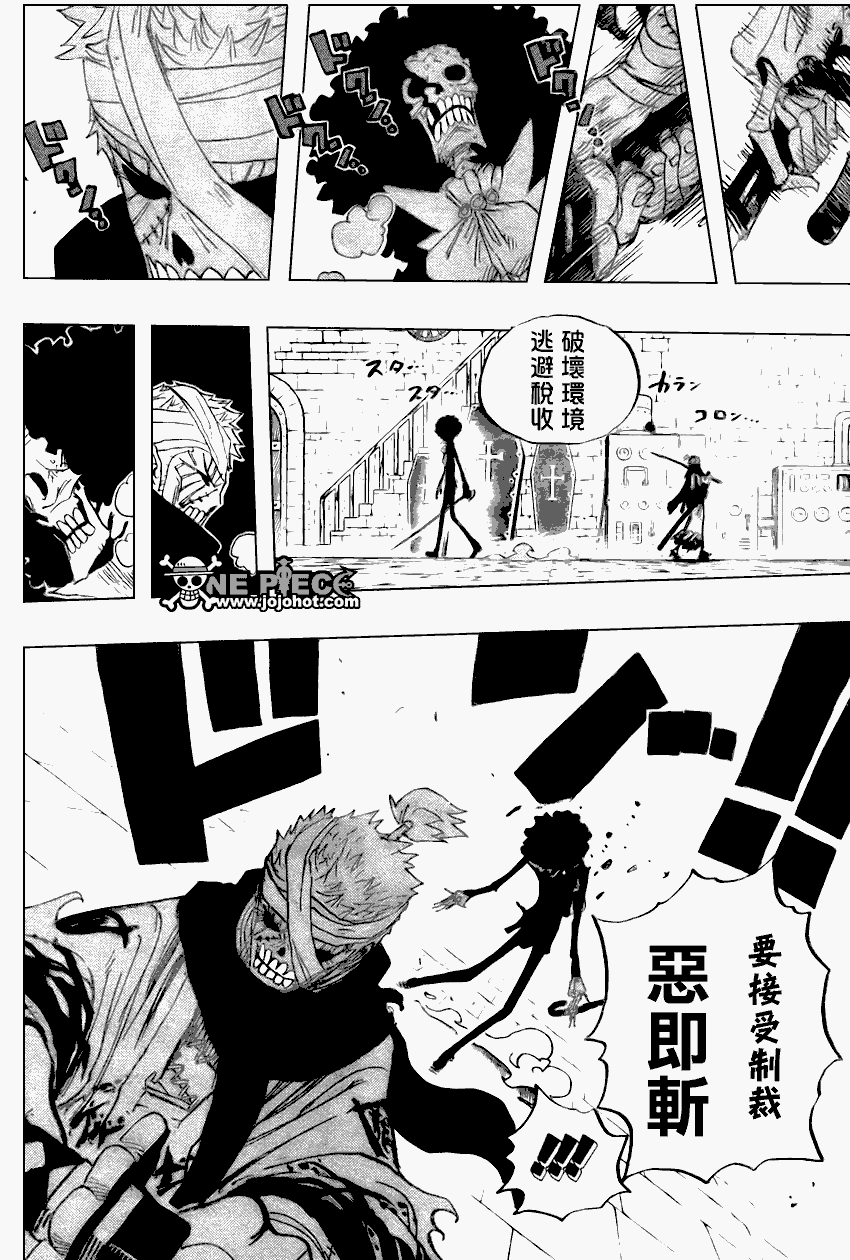 ドクン・・
ドクン・・
ドクン・・
ドクン・・
破壞環境
逃避稅收
カラン
コロン…
スタ…
スタ…
ONE PIECE
www.jojohot.com
要接受制裁
惡即斬
!!!